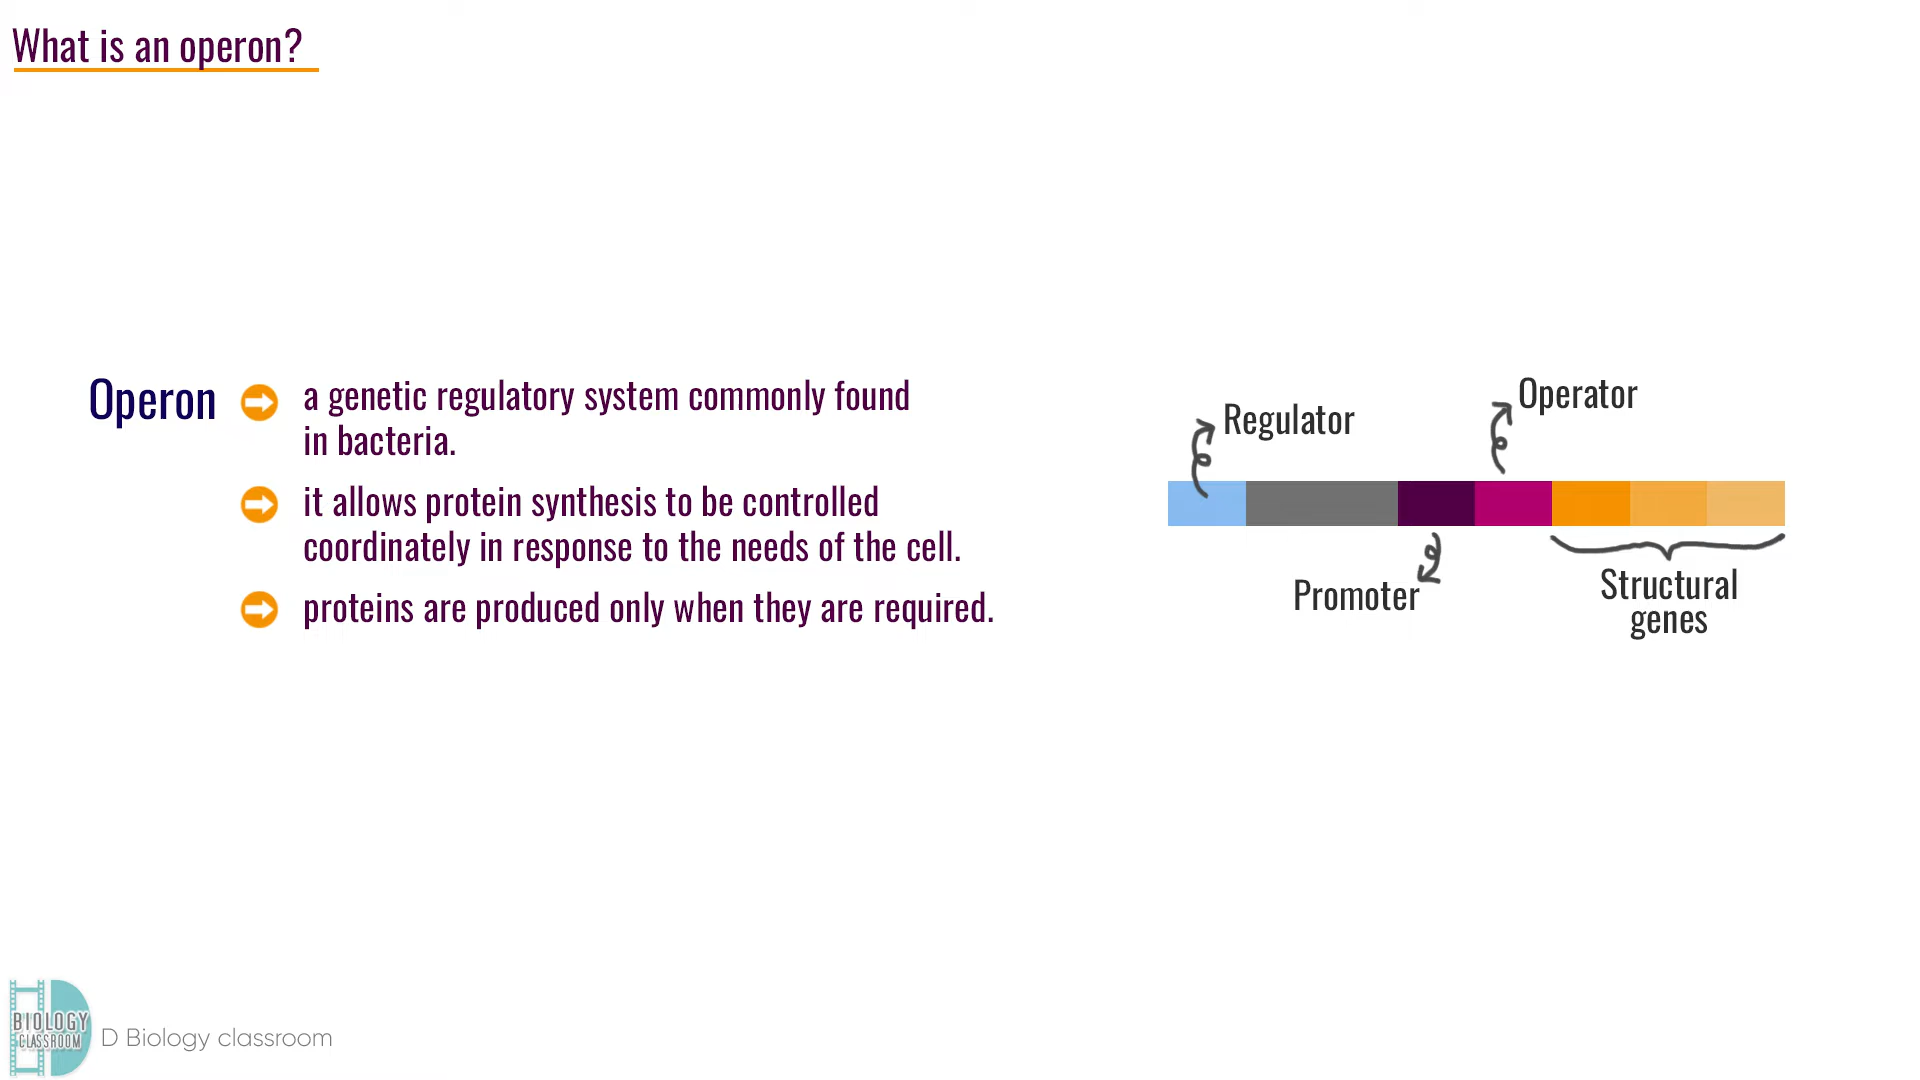 What is an operon?
Operon
a genetic regulatory system commonly found
in bacteria.
it allows protein synthesis to be controlled
coordinately in response to the needs of the cell.
proteins are produced only when they are required.
Operator
Regulator
Promoter
Structural
genes
BIOLOGY
CLASSROOM
D Biology classroom